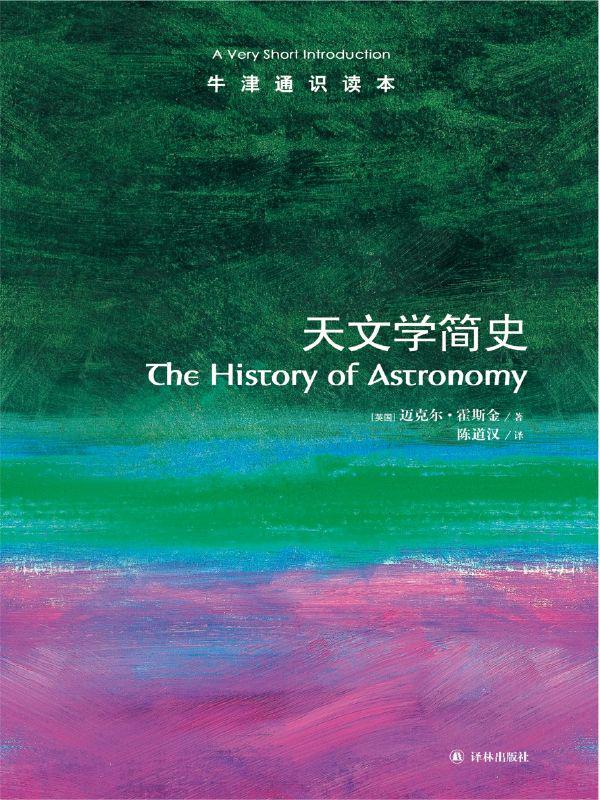 A Very Short Introduction
牛津通识读本
天文学简史
The History of Astronomy
[英国] 迈克尔·霍斯金 / 著
陈道汉 / 译
译林出版社